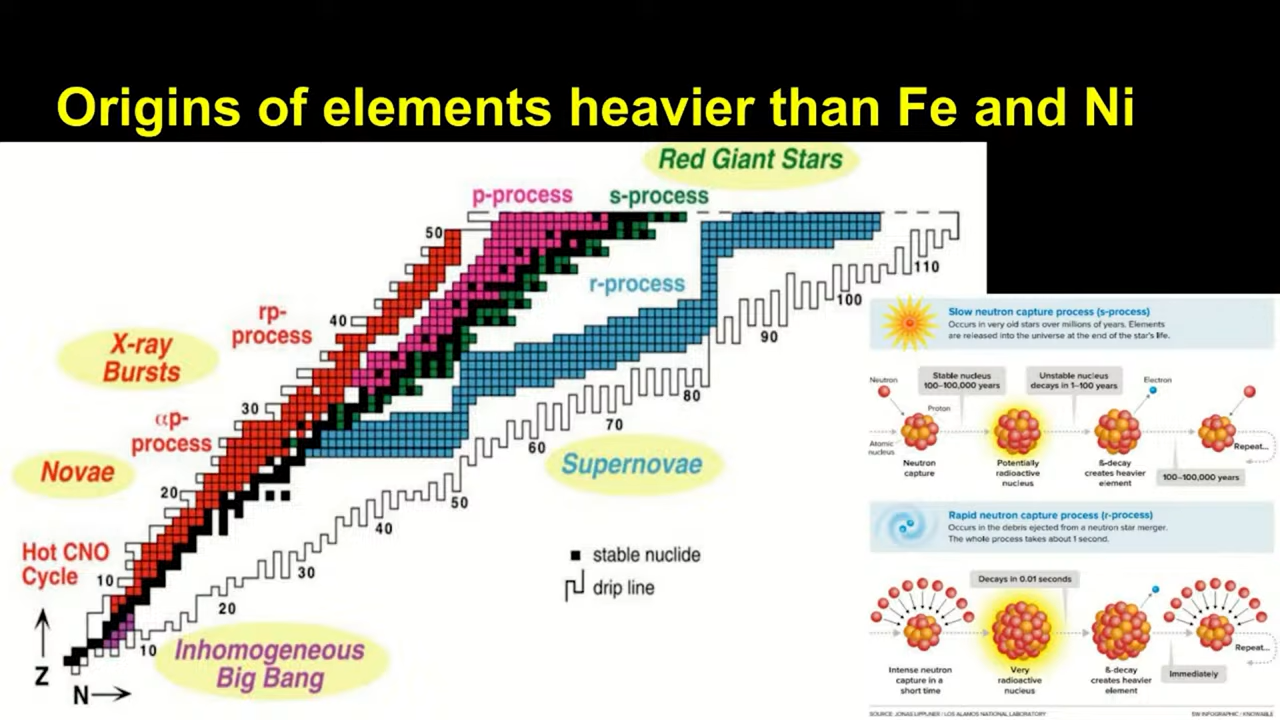 Origins of elements heavier than Fe and Ni
Red Giant Stars
p-process
s-process
50
r-process
110
100
rp-
process
40
90
X-ray
Bursts
80
αp-
process
30
70
60
Supernovae
Novae
20
50
40
Hot CNO
Cycle
10
30
stable nuclide
drip line
20
Z
N
10
Inhomogeneous
Big Bang
Slow neutron capture process (s-process)
Occurs in very old stars over millions of years. Elements
are released into the universe at the end of the star's life.
Neutron
Stable nucleus
100–100,000 years
Unstable nucleus
decays in 1–100 years
Electron
Proton
Atomic
nucleus
Neutron
capture
Potentially
radioactive
nucleus
ß-decay
creates heavier
element
Repeat...
100–100,000 years
Rapid neutron capture process (r-process)
Occurs in the debris ejected from a neutron star merger.
The whole process takes about 1 second.
Decays in 0.01 seconds
Intense neutron
capture in a
short time
Very
radioactive
nucleus
ß-decay
creates heavier
element
Immediately
Repeat...
SOURCE: JONAS LIPPUNER / LOS ALAMOS NATIONAL LABORATORY
5W INFOGRAPHIC / KNOWABLE